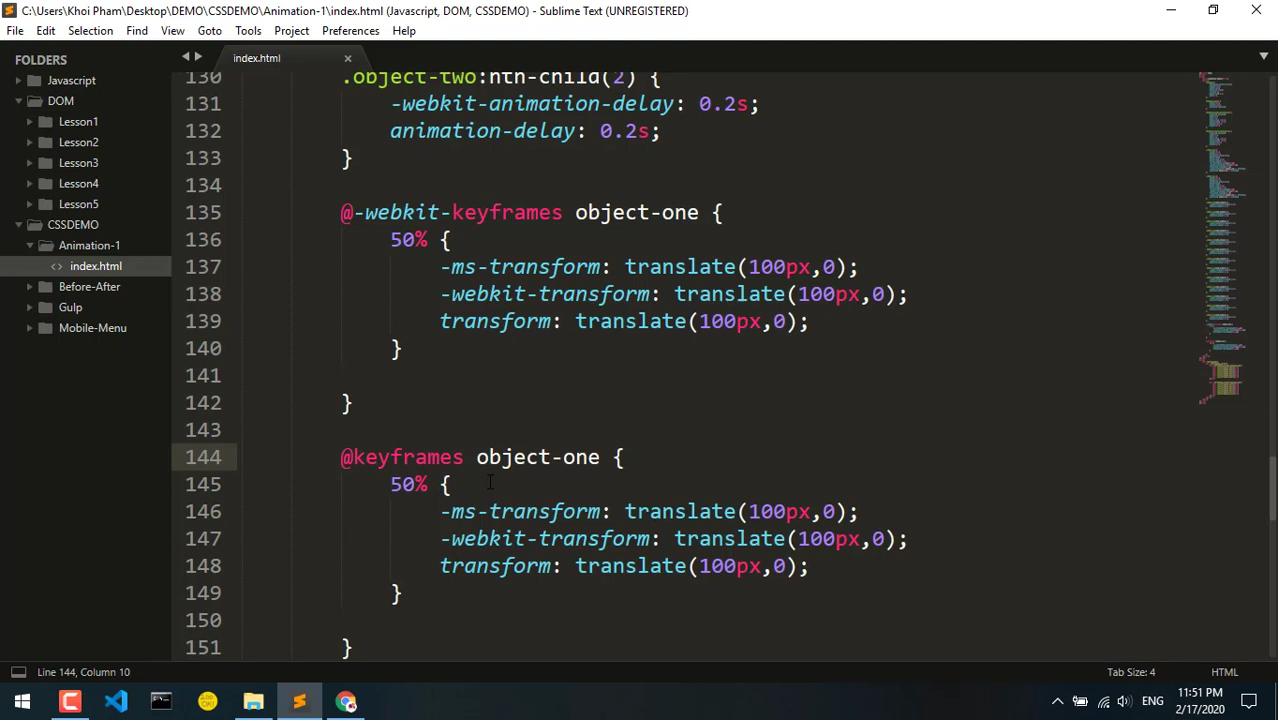 C:\Users\Khoi Pham\Desktop\DEMO\CSSDEMO\Animation-1\index.html (Javascript, DOM, CSSDEMO) - Sublime Text (UNREGISTERED)
File Edit Selection Find View Goto Tools Project Preferences Help
FOLDERS
Javascript
DOM
Lesson1
Lesson2
Lesson3
Lesson4
Lesson5
CSSDEMO
Animation-1
<> index.html
Before-After
Gulp
Mobile-Menu
index.html ×
130 .object-two:nth-child(2) {
131 -webkit-animation-delay: 0.2s;
132 animation-delay: 0.2s;
133 }
134
135 @-webkit-keyframes object-one {
136 50% {
137 -ms-transform: translate(100px,0);
138 -webkit-transform: translate(100px,0);
139 transform: translate(100px,0);
140 }
141
142 }
143
144 @keyframes object-one {
145 50% {
146 -ms-transform: translate(100px,0);
147 -webkit-transform: translate(100px,0);
148 transform: translate(100px,0);
149 }
150
151 }
Line 144, Column 10 Tab Size: 4 HTML
ENG 11:51 PM
2/17/2020